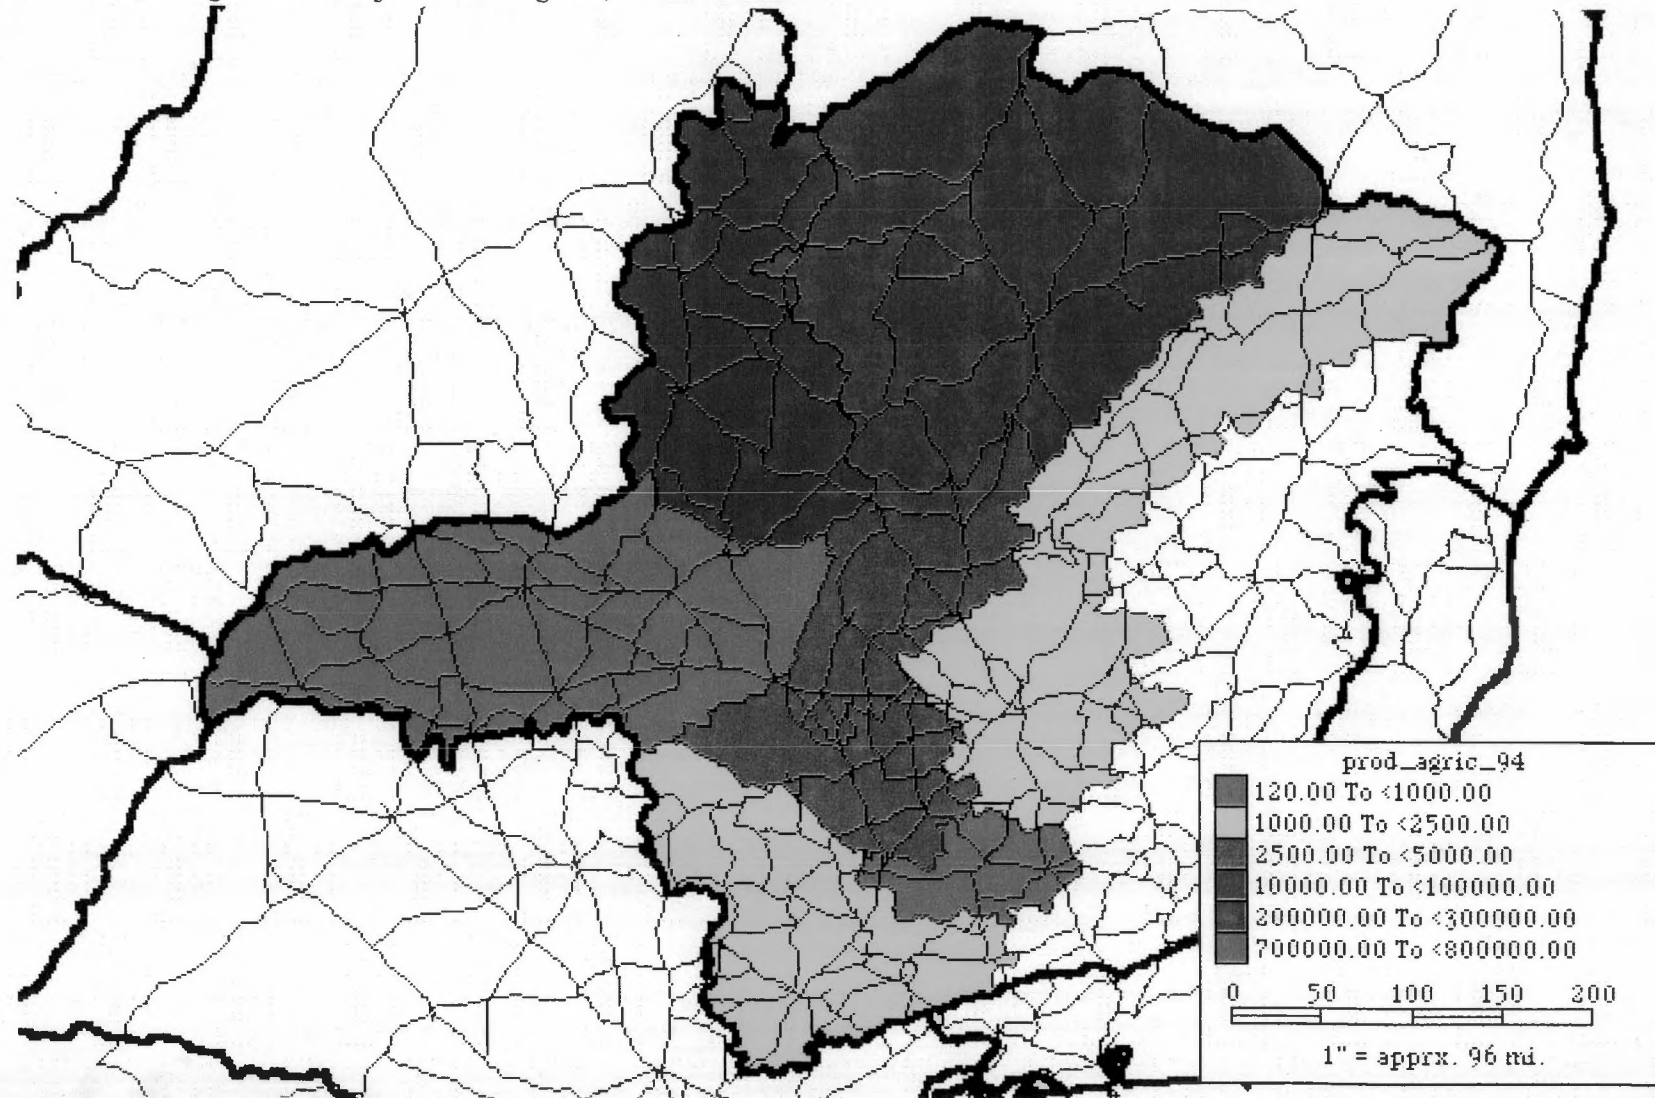 prod_agric_94
120.00 To <1000.00
1000.00 To <2500.00
2500.00 To <5000.00
10000.00 To <100000.00
200000.00 To <300000.00
700000.00 To <800000.00
0 50 100 150 200
1" = apprx. 96 mi.